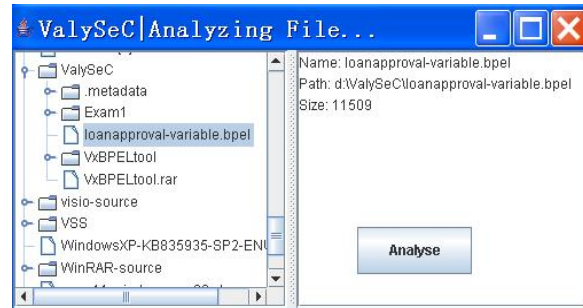 ValySeC|Analyzing File...
ValySeC
.metadata
Exam1
loanapproval-variable.bpel
VxBPELtool
VxBPELtool.rar
visio-source
VSS
WindowsXP-KB835935-SP2-ENU
WinRAR-source
Name: loanapproval-variable.bpel
Path: d:\ValySeC\loanapproval-variable.bpel
Size: 11509
Analyse